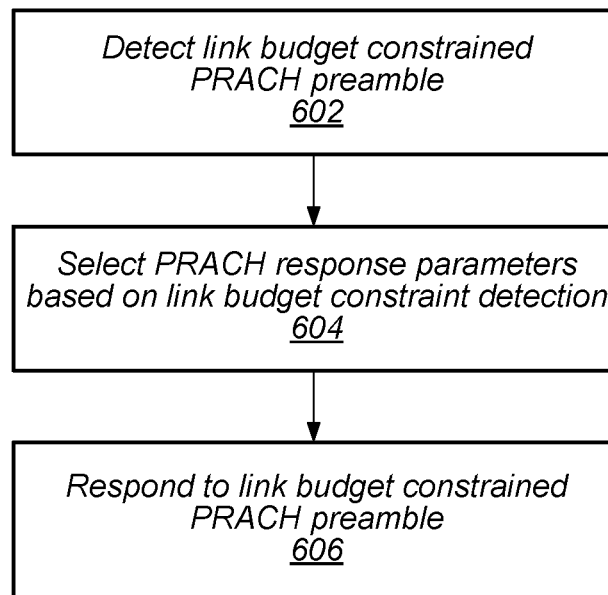 Detect link budget constrained
PRACH preamble
602
Select PRACH response parameters
based on link budget constraint detection
604
Respond to link budget constrained
PRACH preamble
606